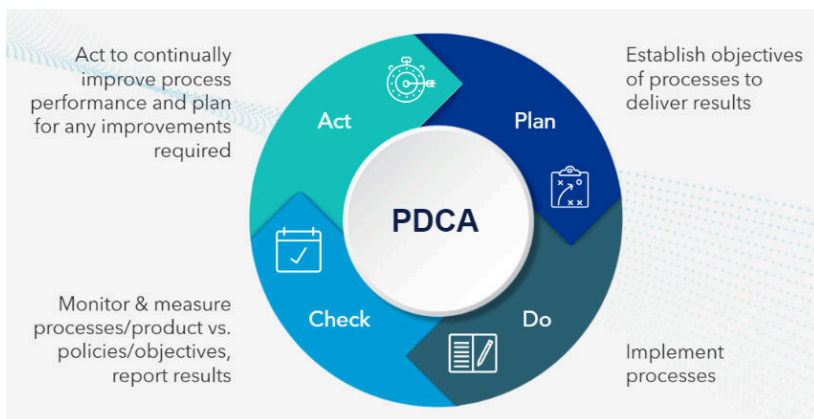 Act to continually
improve process
performance and plan
for any improvements
required
Act
Plan
Establish objectives
of processes to
deliver results
PDCA
Monitor & measure
processes/product vs.
policies/objectives,
report results
Check
Do
Implement
processes